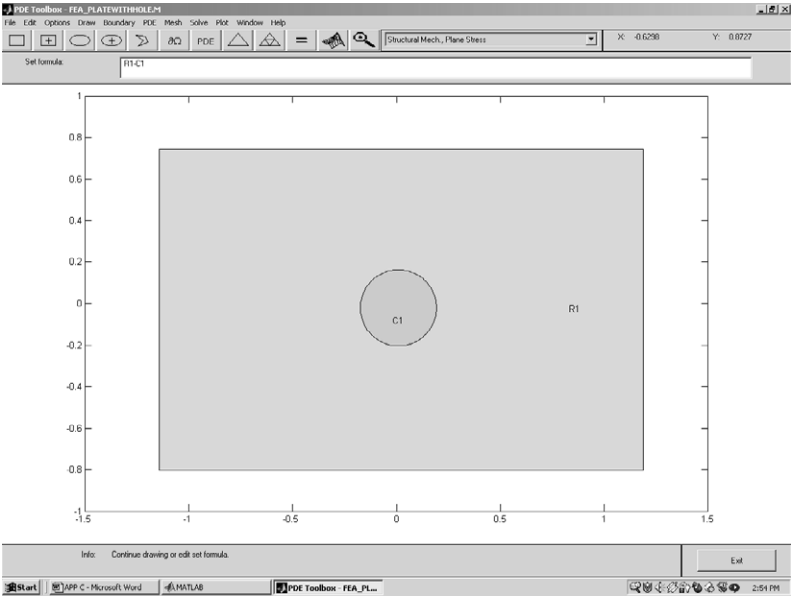 PDE Toolbox - FEA_PLATEWITHHOLE.M
File Edit Options Draw Boundary PDE Mesh Solve Plot Window Help
∂Ω PDE = Structural Mech., Plane Stress X: -0.6298 Y: 0.8727
Set formula: R1-C1
1
0.8
0.6
0.4
0.2
0
-0.2
-0.4
-0.6
-0.8
-1
C1
R1
-1.5 -1 -0.5 0 0.5 1 1.5
Info: Continue drawing or edit set formula. Exit
Start APP C - Microsoft Word MATLAB PDE Toolbox - FEA_PL... 2:54 PM